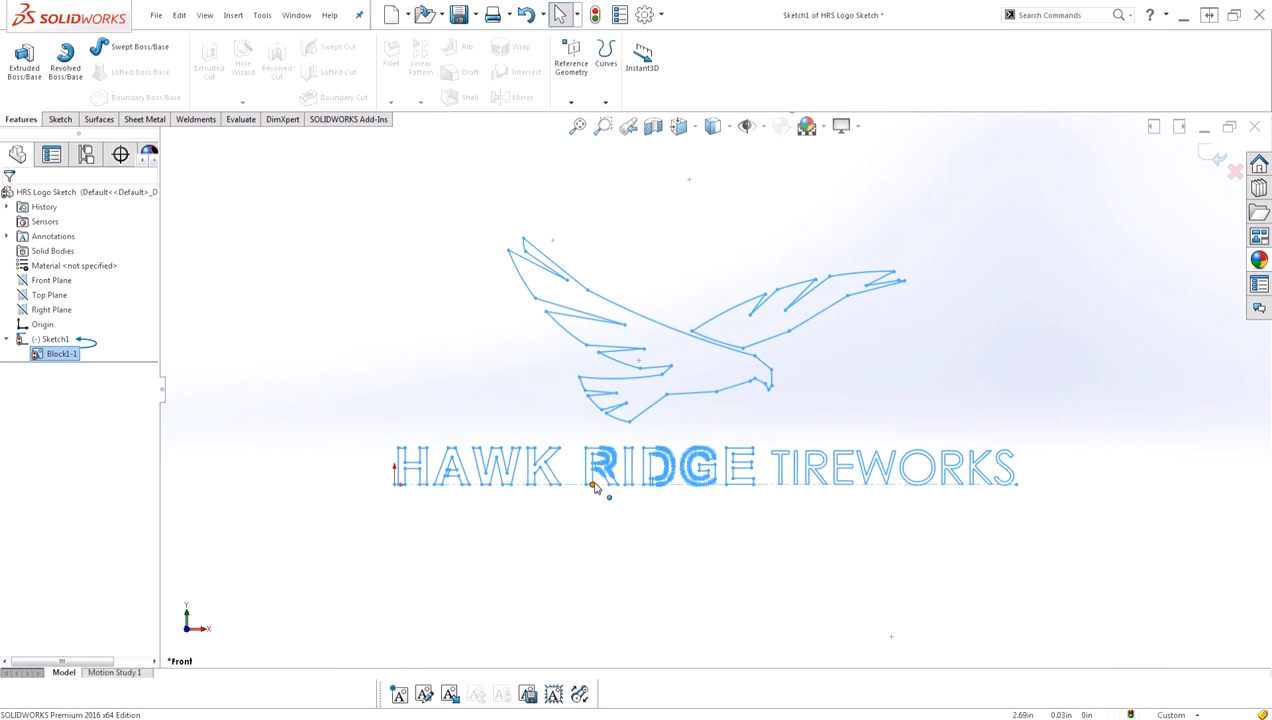 SOLIDWORKS File Edit View Insert Tools Window Help Sketch1 of HRS Logo Sketch * Search Commands ?
Extruded Boss/Base Revolved Boss/Base Swept Boss/Base Lofted Boss/Base Boundary Boss/Base Extruded Cut Hole Wizard Revolved Cut Swept Cut Lofted Cut Boundary Cut Fillet Linear Pattern Rib Draft Shell Wrap Intersect Mirror Reference Geometry Curves Instant3D
Features Sketch Surfaces Sheet Metal Weldments Evaluate DimXpert SOLIDWORKS Add-Ins
HRS Logo Sketch (Default<<Default>_D
History
Sensors
Annotations
Solid Bodies
Material <not specified>
Front Plane
Top Plane
Right Plane
Origin
(-) Sketch1
Block1-1
HAWK RIDGE TIREWORKS
Y
X
*Front
Model Motion Study 1
SOLIDWORKS Premium 2016 x64 Edition 2.69in 0.03in 0in Custom